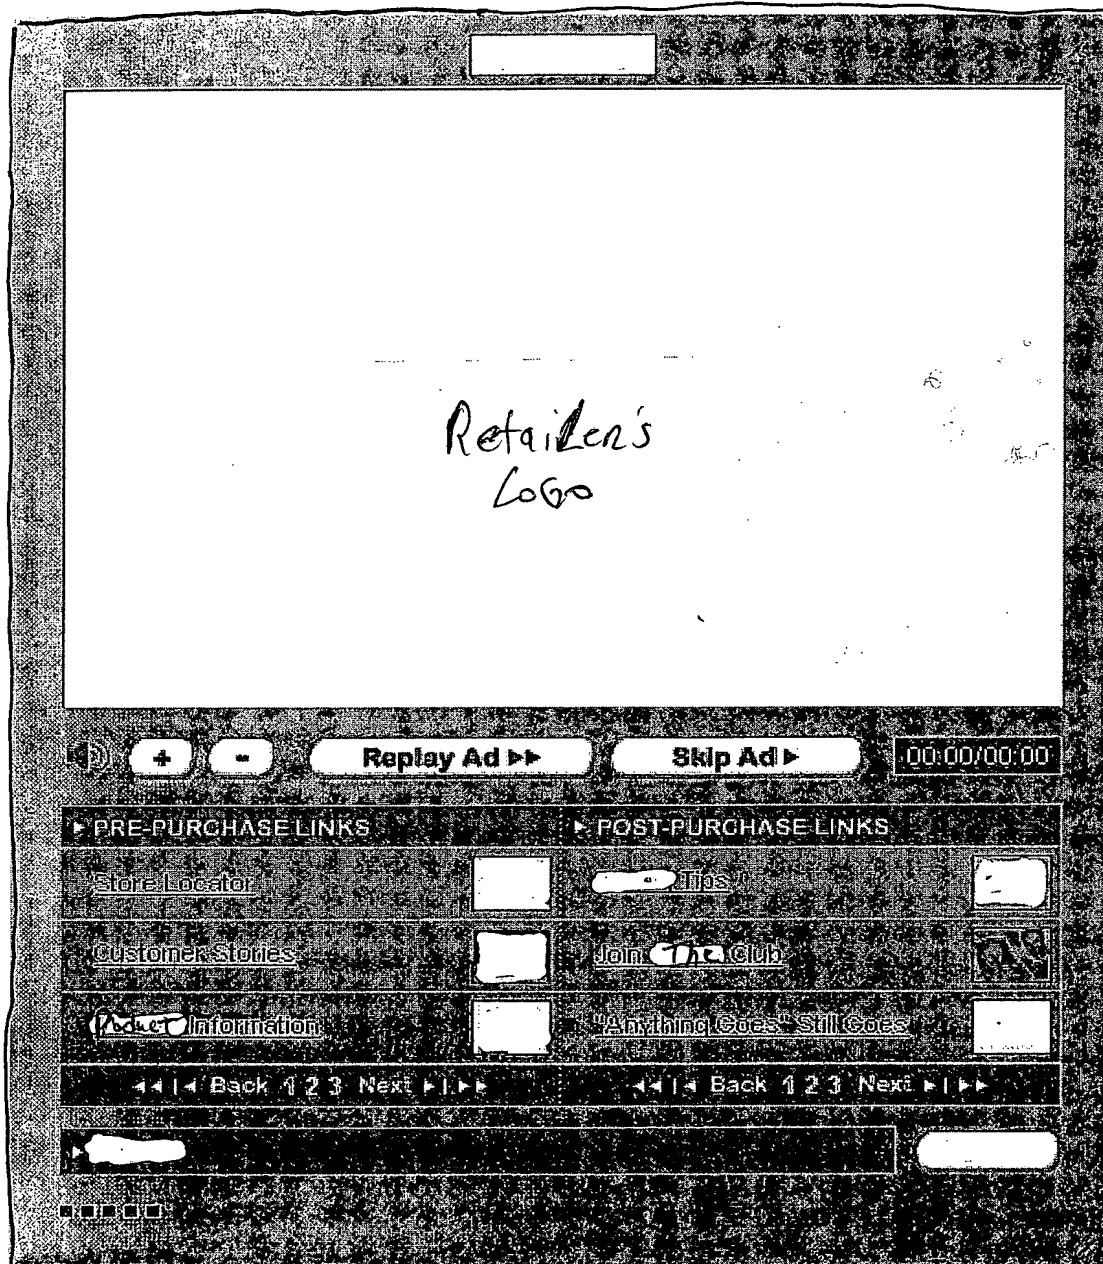 Retailer's
Logo
+ - Replay Ad ▶▶ Skip Ad ▶ 00:00/00:00
▶ PRE-PURCHASE LINKS ▶ POST-PURCHASE LINKS
Store Locator Tips
Customer Stories Join The Club
Product Information "Anything Goes" Still Goes
◀◀|◀ Back 1 2 3 Next ▶|▶▶ ◀◀|◀ Back 1 2 3 Next ▶|▶▶